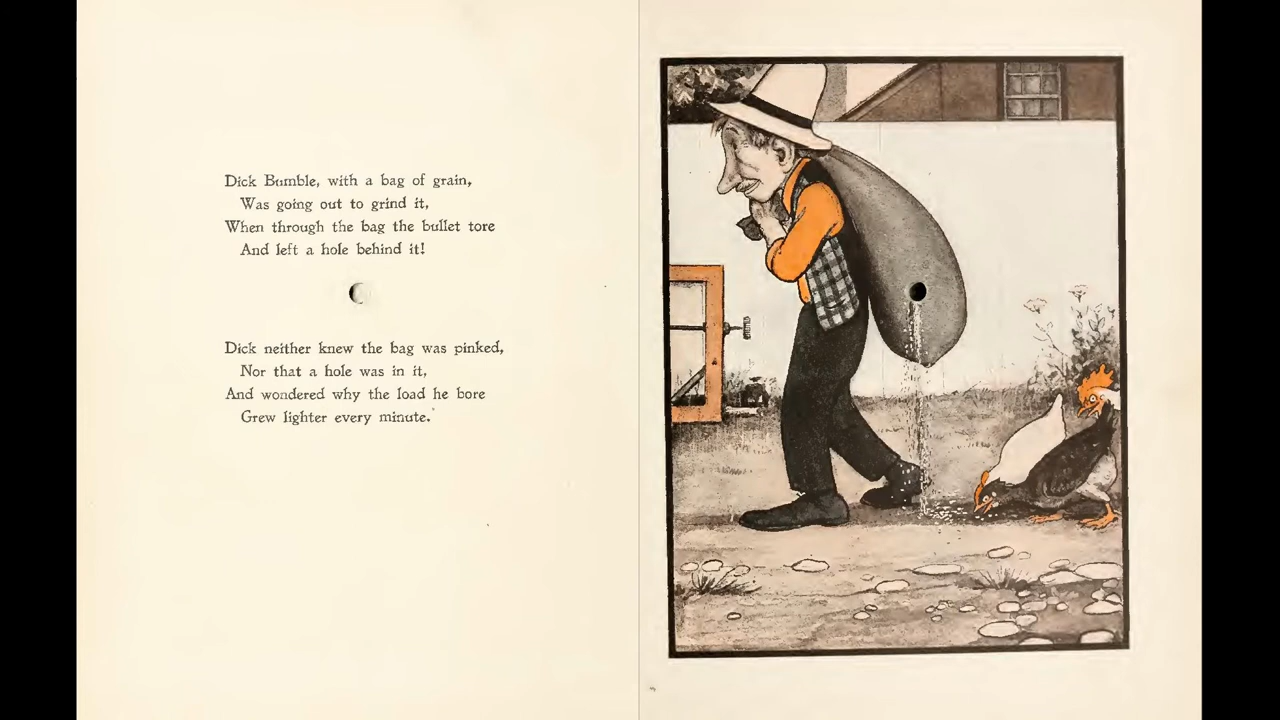 Dick Bumble, with a bag of grain,
Was going out to grind it,
When through the bag the bullet tore
And left a hole behind it!
Dick neither knew the bag was pinked,
Nor that a hole was in it,
And wondered why the load he bore
Grew lighter every minute.